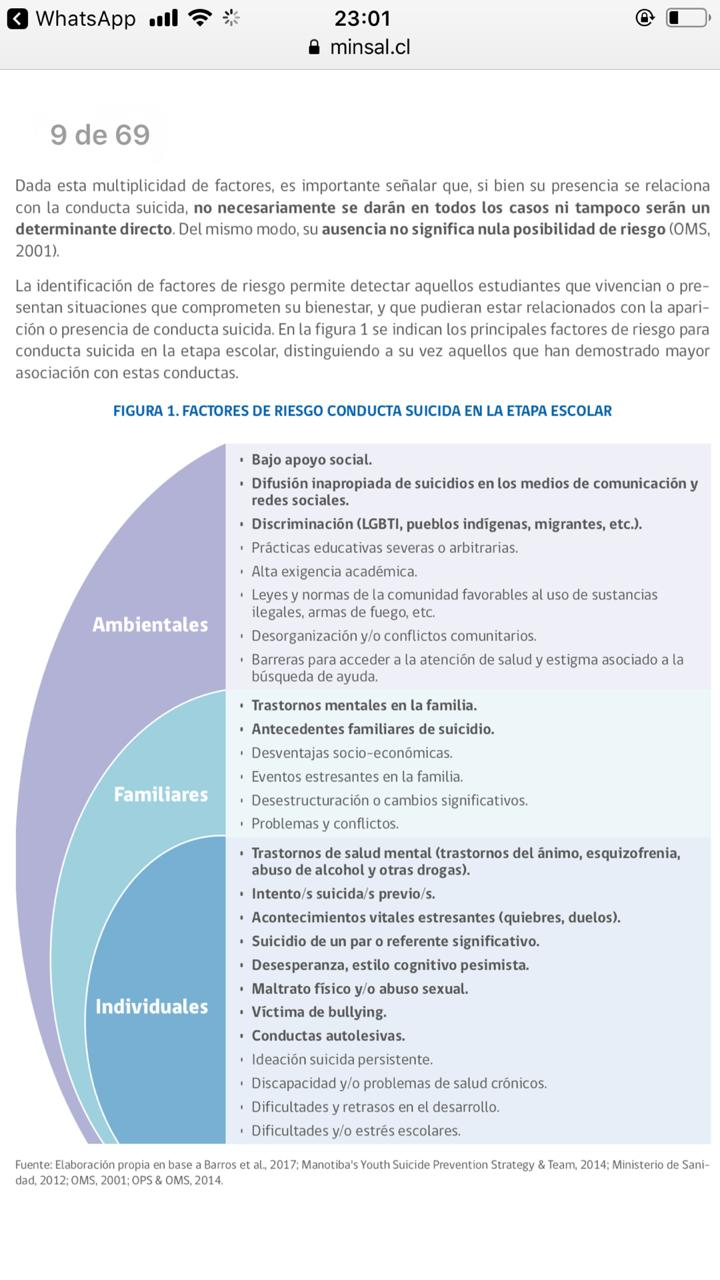 WhatsApp
23:01
minsal.cl
9 de 69
Dada esta multiplicidad de factores, es importante señalar que, si bien su presencia se relaciona
con la conducta suicida, no necesariamente se darán en todos los casos ni tampoco serán un
determinante directo. Del mismo modo, su ausencia no significa nula posibilidad de riesgo (OMS,
2001).
La identificación de factores de riesgo permite detectar aquellos estudiantes que vivencian o pre-
sentan situaciones que comprometen su bienestar, y que pudieran estar relacionados con la apari-
ción o presencia de conducta suicida. En la figura 1 se indican los principales factores de riesgo para
conducta suicida en la etapa escolar, distinguiendo a su vez aquellos que han demostrado mayor
asociación con estas conductas.
FIGURA 1. FACTORES DE RIESGO CONDUCTA SUICIDA EN LA ETAPA ESCOLAR
Ambientales
• Bajo apoyo social.
• Difusión inapropiada de suicidios en los medios de comunicación y
redes sociales.
• Discriminación (LGBTI, pueblos indígenas, migrantes, etc.).
• Prácticas educativas severas o arbitrarias.
• Alta exigencia académica.
• Leyes y normas de la comunidad favorables al uso de sustancias
ilegales, armas de fuego, etc.
• Desorganización y/o conflictos comunitarios.
• Barreras para acceder a la atención de salud y estigma asociado a la
búsqueda de ayuda.
Familiares
• Trastornos mentales en la familia.
• Antecedentes familiares de suicidio.
• Desventajas socio-económicas.
• Eventos estresantes en la familia.
• Desestructuración o cambios significativos.
• Problemas y conflictos.
Individuales
• Trastornos de salud mental (trastornos del ánimo, esquizofrenia,
abuso de alcohol y otras drogas).
• Intento/s suicida/s previo/s.
• Acontecimientos vitales estresantes (quiebres, duelos).
• Suicidio de un par o referente significativo.
• Desesperanza, estilo cognitivo pesimista.
• Maltrato físico y/o abuso sexual.
• Víctima de bullying.
• Conductas autolesivas.
• Ideación suicida persistente.
• Discapacidad y/o problemas de salud crónicos.
• Dificultades y retrasos en el desarrollo.
• Dificultades y/o estrés escolares.
Fuente: Elaboración propia en base a Barros et al., 2017; Manotiba's Youth Suicide Prevention Strategy & Team, 2014; Ministerio de Sani-
dad, 2012; OMS, 2001; OPS & OMS, 2014.